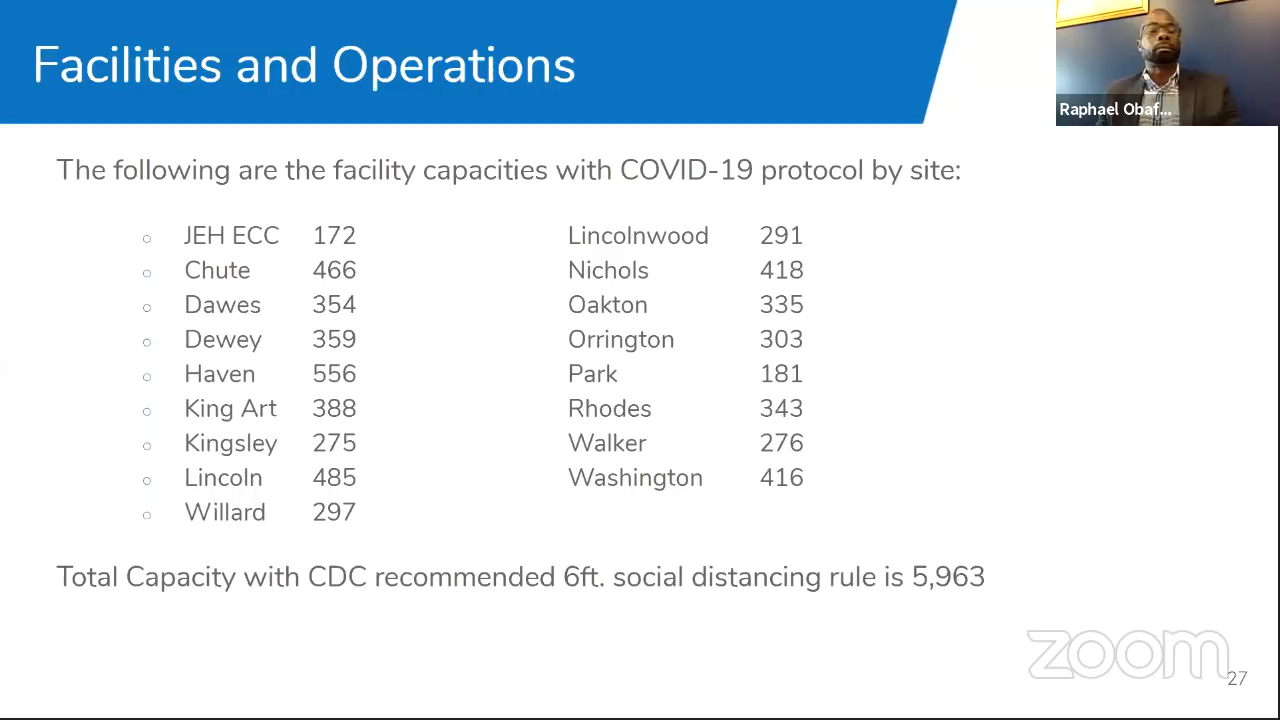 Facilities and Operations
Raphael Obaf...
The following are the facility capacities with COVID-19 protocol by site:
○ JEH ECC 172 Lincolnwood 291
○ Chute 466 Nichols 418
○ Dawes 354 Oakton 335
○ Dewey 359 Orrington 303
○ Haven 556 Park 181
○ King Art 388 Rhodes 343
○ Kingsley 275 Walker 276
○ Lincoln 485 Washington 416
○ Willard 297
Total Capacity with CDC recommended 6ft. social distancing rule is 5,963
zoom
27